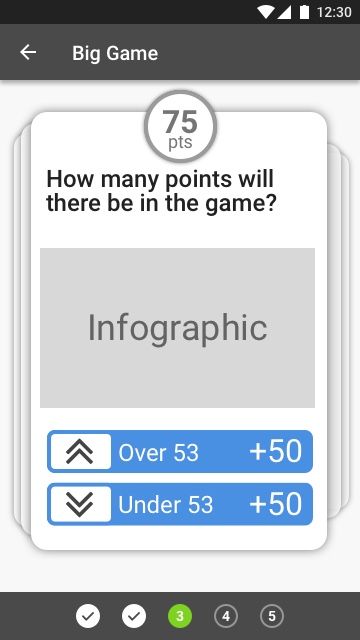 12:30
Big Game
75
pts
How many points will
there be in the game?
Infographic
Over 53 +50
Under 53 +50
3 4 5